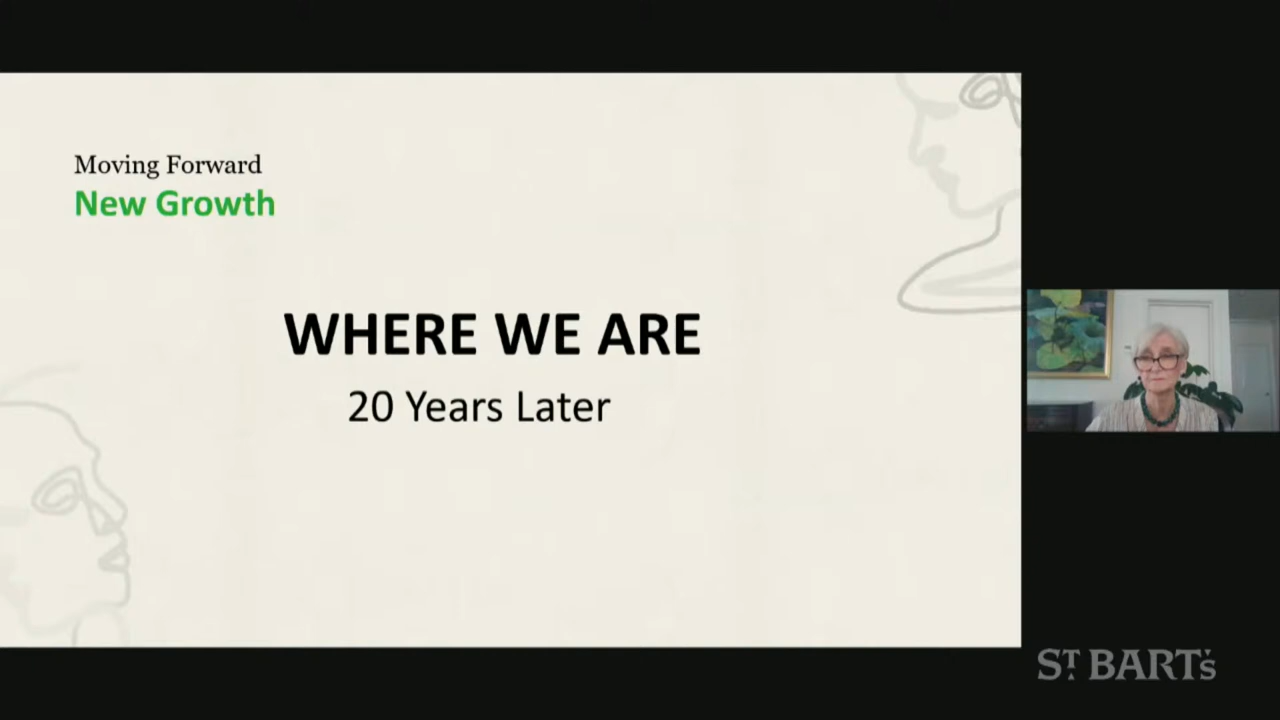 Moving Forward
New Growth
WHERE WE ARE
20 Years Later
ST BART's